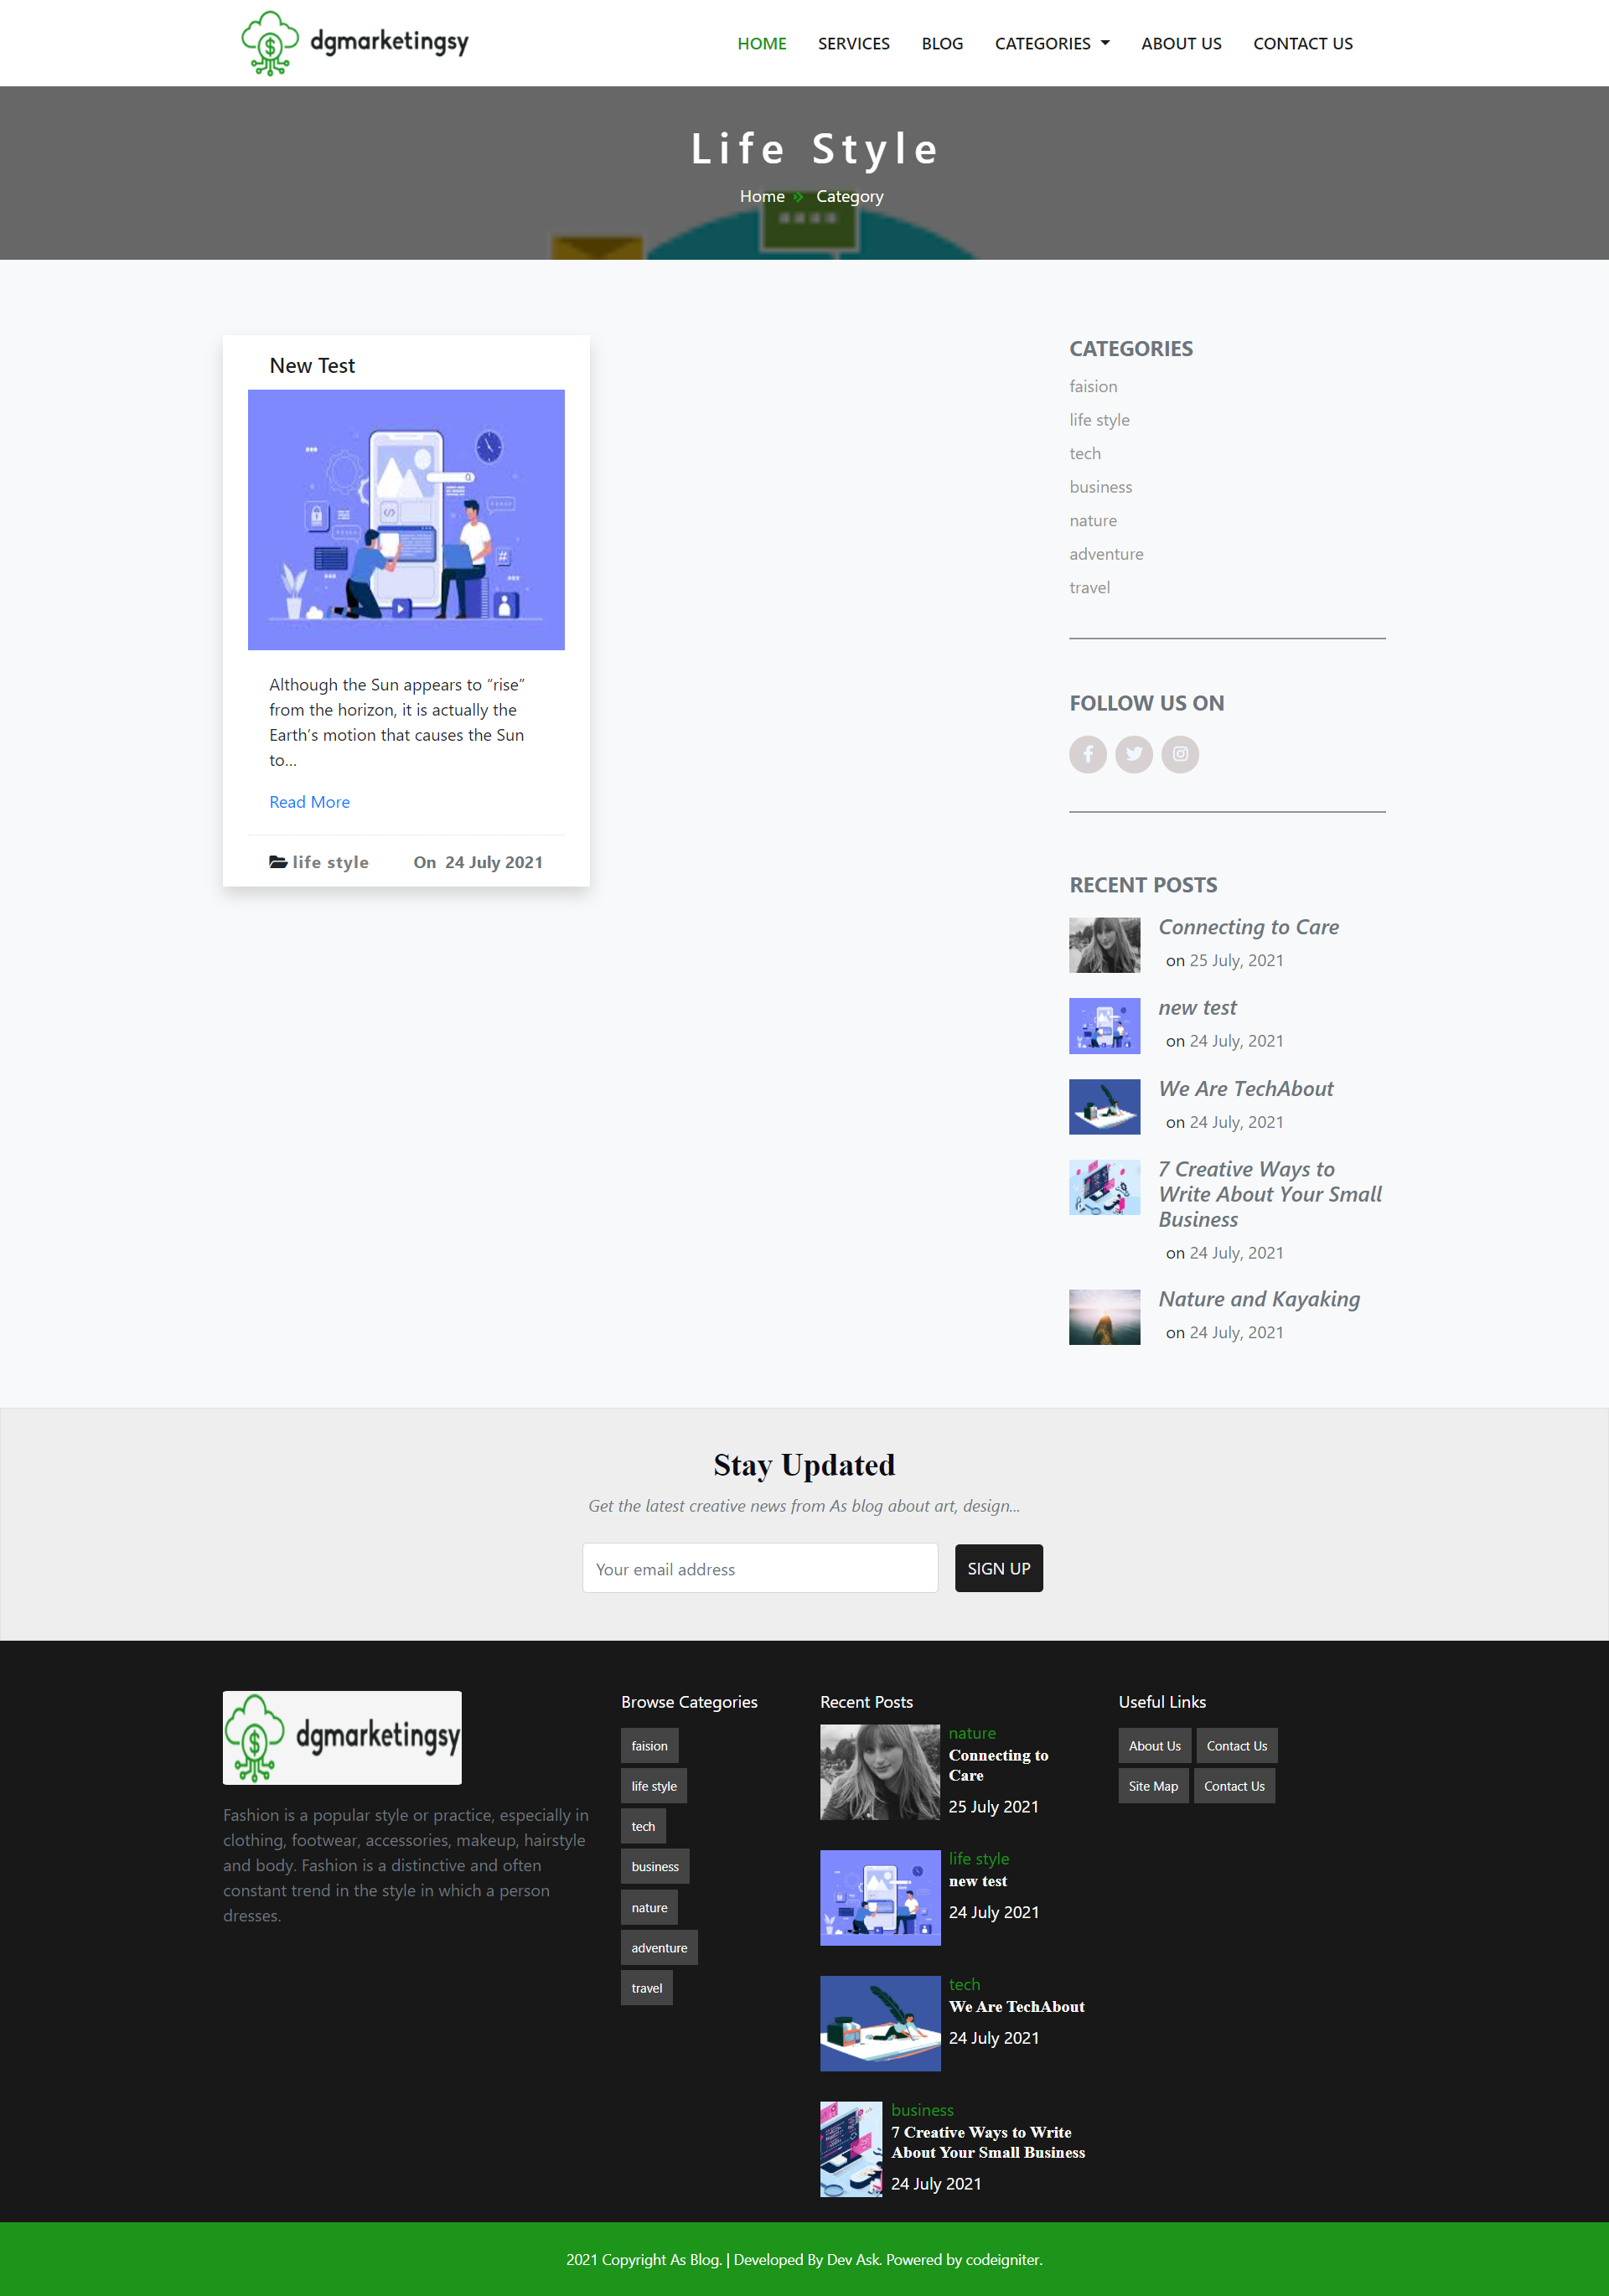 dgmarketingsy
HOME SERVICES BLOG CATEGORIES ABOUT US CONTACT US
Life Style
Home Category
New Test
Although the Sun appears to “rise”
from the horizon, it is actually the
Earth’s motion that causes the Sun
to...
Read More
life style On 24 July 2021
CATEGORIES
faision
life style
tech
business
nature
adventure
travel
FOLLOW US ON
RECENT POSTS
Connecting to Care
on 25 July, 2021
new test
on 24 July, 2021
We Are TechAbout
on 24 July, 2021
7 Creative Ways to
Write About Your Small
Business
on 24 July, 2021
Nature and Kayaking
on 24 July, 2021
Stay Updated
Get the latest creative news from As blog about art, design...
Your email address
SIGN UP
dgmarketingsy
Fashion is a popular style or practice, especially in
clothing, footwear, accessories, makeup, hairstyle
and body. Fashion is a distinctive and often
constant trend in the style in which a person
dresses.
Browse Categories
faision
life style
tech
business
nature
adventure
travel
Recent Posts
nature
Connecting to
Care
25 July 2021
life style
new test
24 July 2021
tech
We Are TechAbout
24 July 2021
business
7 Creative Ways to Write
About Your Small Business
24 July 2021
Useful Links
About Us Contact Us
Site Map Contact Us
2021 Copyright As Blog. | Developed By Dev Ask. Powered by codeigniter.